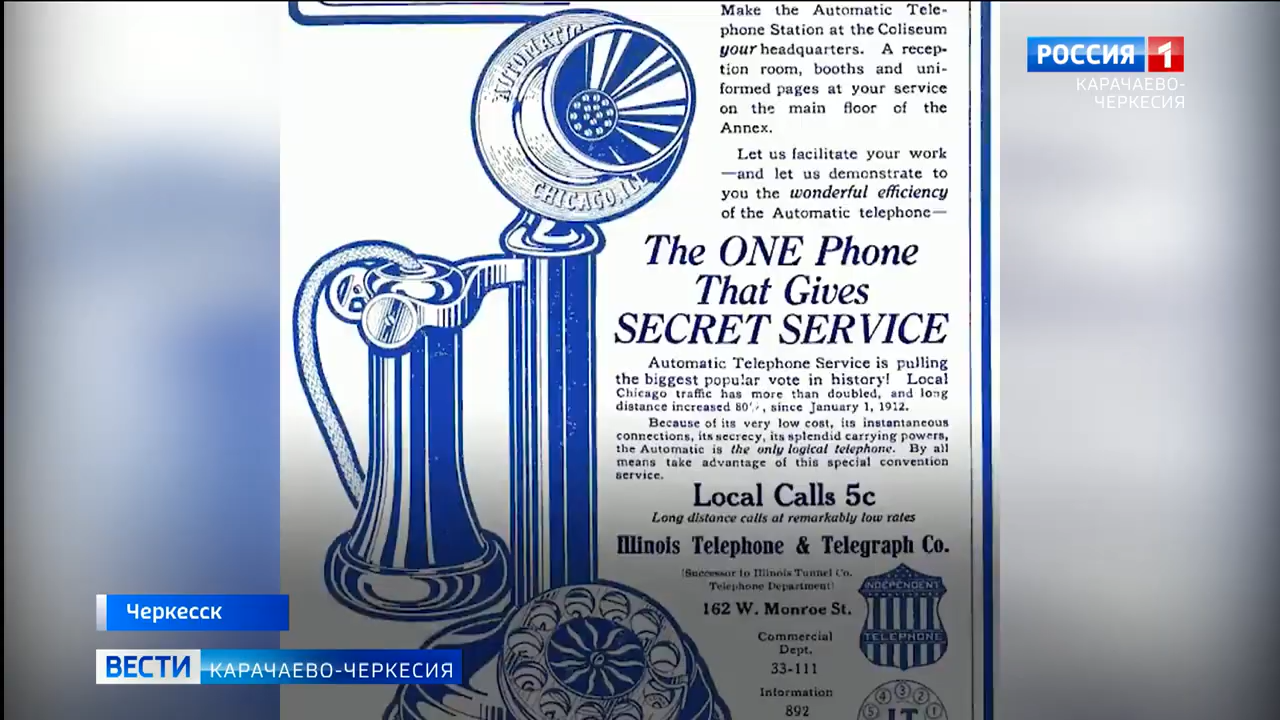 Make the Automatic Tele-
phone Station at the Coliseum
your headquarters. A recep-
tion room, booths and uni-
formed pages at your service
on the main floor of the
Annex.
Let us facilitate your work
—and let us demonstrate to
you the wonderful efficiency
of the Automatic telephone—
The ONE Phone
That Gives
SECRET SERVICE
Automatic Telephone Service is pulling
the biggest popular vote in history! Local
Chicago traffic has more than doubled, and long
distance increased 80%, since January 1, 1912.
Because of its very low cost, its instantaneous
connections, its secrecy, its splendid carrying powers,
the Automatic is the only logical telephone. By all
means take advantage of this special convention
service.
Local Calls 5c
Long distance calls at remarkably low rates
Illinois Telephone & Telegraph Co.
(Successor to Illinois Tunnel Co.
Telephone Department)
162 W. Monroe St.
Commercial
Dept.
33-111
Information
892
INDEPENDENT
TELEPHONE
5 4 3 2 1
I T
AUTOMATIC
CHICAGO, ILL
РОССИЯ 1
КАРАЧАЕВО-
ЧЕРКЕСИЯ
Черкесск
ВЕСТИ КАРАЧАЕВО-ЧЕРКЕСИЯ